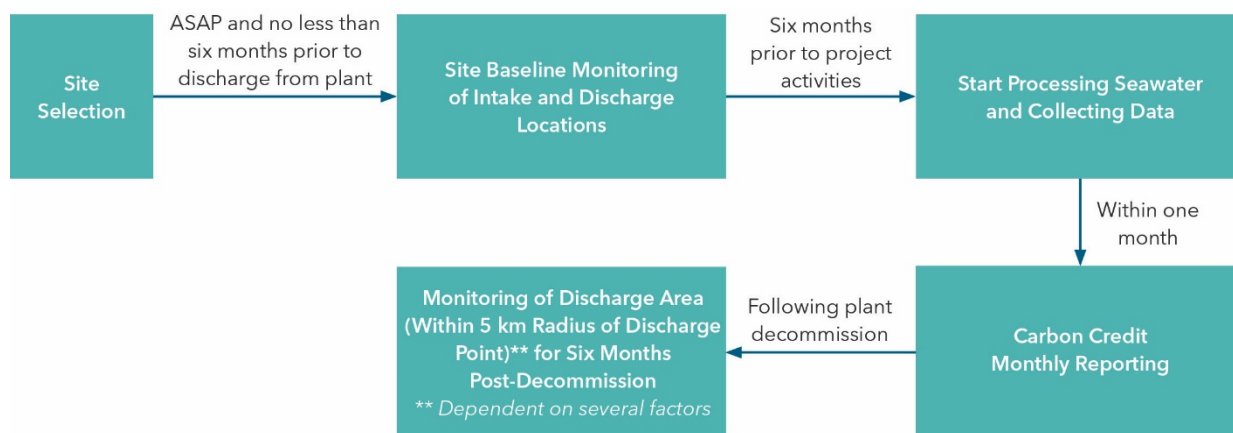 Site
Selection
ASAP and no less than
six months prior to
discharge from plant
Site Baseline Monitoring
of Intake and Discharge
Locations
Six months
prior to project
activities
Start Processing Seawater
and Collecting Data
Within one
month
Carbon Credit
Monthly Reporting
Following plant
decommission
Monitoring of Discharge Area
(Within 5 km Radius of Discharge
Point)** for Six Months
Post-Decommission
** Dependent on several factors